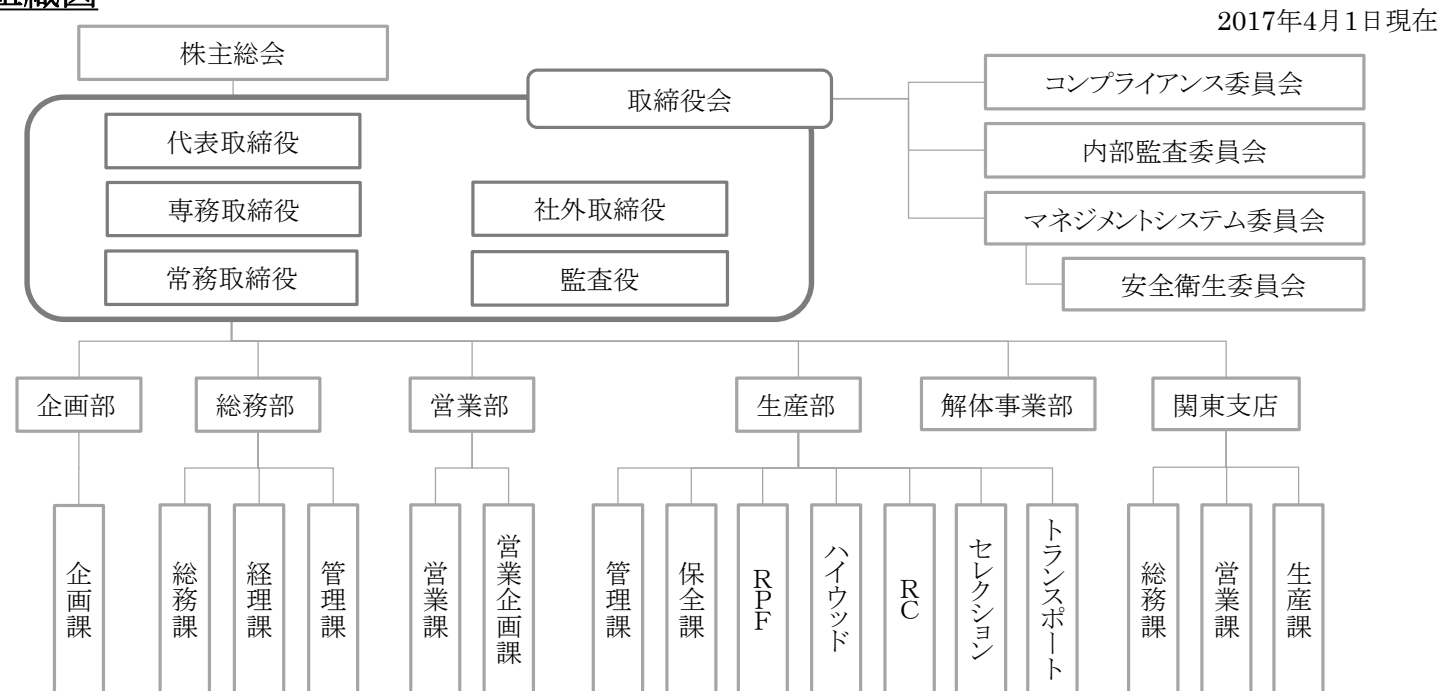 組織図
2017年4月1日現在
株主総会
取締役会
コンプライアンス委員会
代表取締役
内部監査委員会
専務取締役
社外取締役
マネジメントシステム委員会
常務取締役
監査役
安全衛生委員会
企画部
総務部
営業部
生産部
解体事業部
関東支店
企画課
総務課
経理課
管理課
営業課
営業企画課
管理課
保全課
RPF
ハイウッド
RC
セレクション
トランスポート
総務課
営業課
生産課